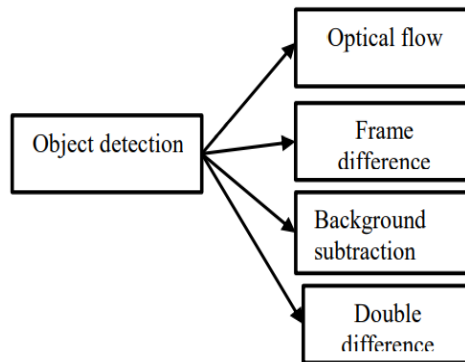 Optical flow
Object detection
Frame
difference
Background
subtraction
Double
difference